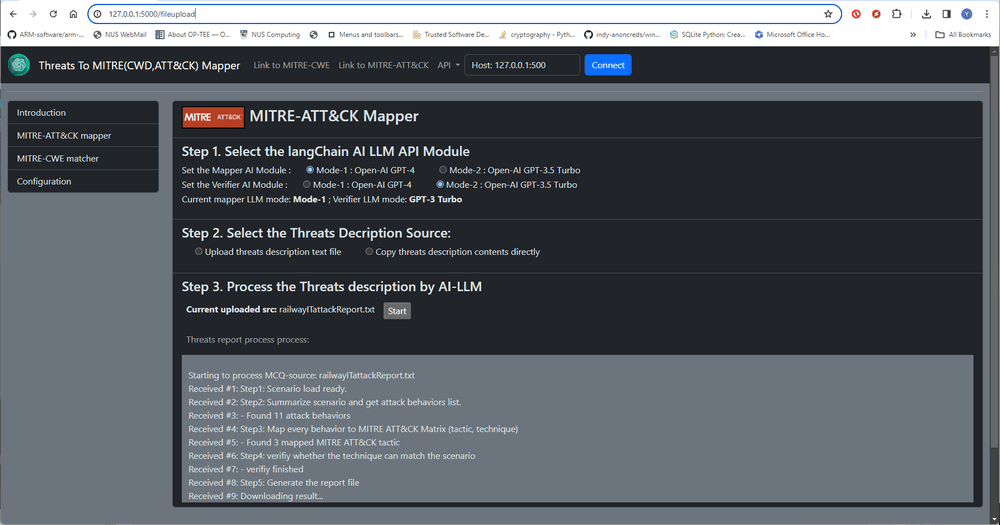 127.0.0.1:5000/fileupload
ARM-software/arm-...
NUS WebMail
About OP-TEE — O...
NUS Computing
Menus and toolbars...
Trusted Software De...
cryptography - Pyth...
indy-anoncreds/win...
SQLite Python: Crea...
Microsoft Office Ho...
»
All Bookmarks
Y
Threats To MITRE(CWD,ATT&CK) Mapper
Link to MITRE-CWE
Link to MITRE-ATT&CK
API
Host: 127.0.0.1:500
Connect
Introduction
MITRE-ATT&CK mapper
MITRE-CWE matcher
Configuration
MITRE ATT&CK
MITRE-ATT&CK Mapper
Step 1. Select the langChain AI LLM API Module
Set the Mapper AI Module : Mode-1 : Open-AI GPT-4 Mode-2 : Open-AI GPT-3.5 Turbo
Set the Verifier AI Module : Mode-1 : Open-AI GPT-4 Mode-2 : Open-AI GPT-3.5 Turbo
Current mapper LLM mode: Mode-1 ; Verifier LLM mode: GPT-3 Turbo
Step 2. Select the Threats Decription Source:
Upload threats description text file Copy threats description contents directly
Step 3. Process the Threats description by AI-LLM
Current uploaded src: railwayITattackReport.txt Start
Threats report process process:
Starting to process MCQ-source: railwayITattackReport.txt
Received #1: Step1: Scenario load ready.
Received #2: Step2: Summarize scenario and get attack behaviors list.
Received #3: - Found 11 attack behaviors
Received #4: Step3: Map every behavior to MITRE ATT&CK Matrix (tactic, technique)
Received #5: - Found 3 mapped MITRE ATT&CK tactic
Received #6: Step4: verifiy whether the technique can match the scenario
Received #7: - verifiy finished
Received #8: Step5: Generate the report file
Received #9: Downloading result...